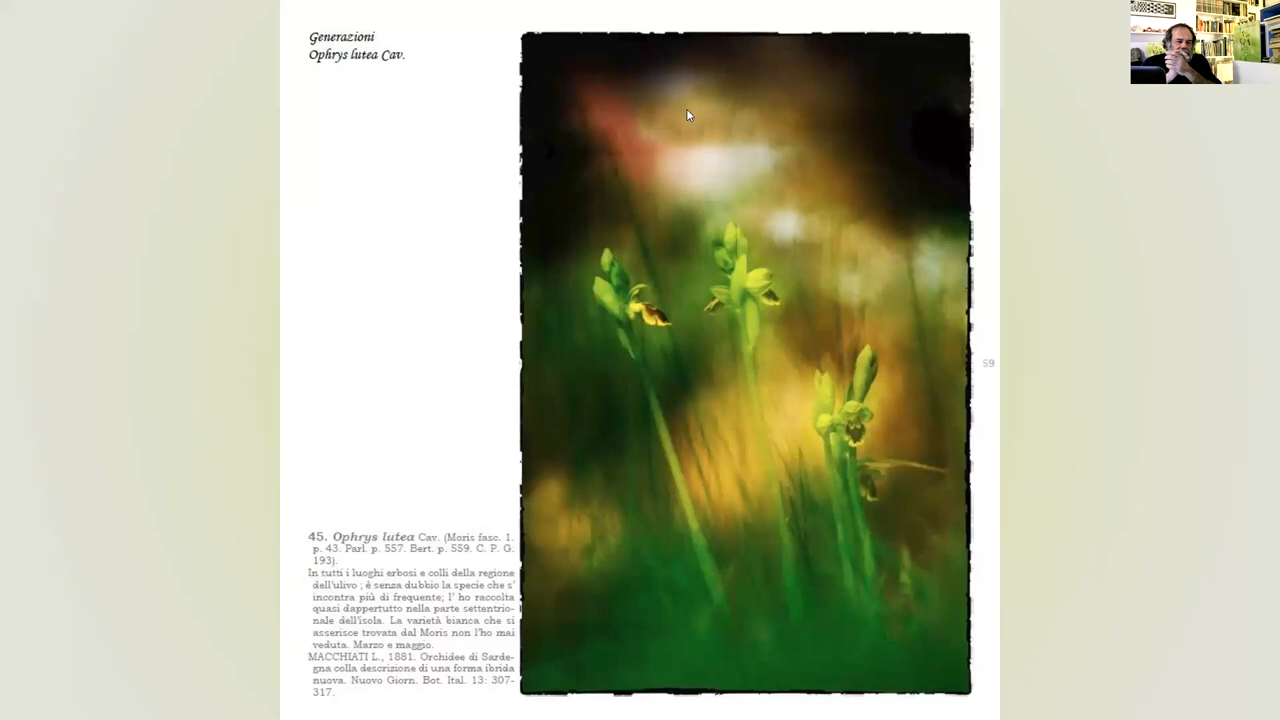 Generazioni
Ophrys lutea Cav.
45. Ophrys lutea Cav. (Moris fasc. 1.
p. 43. Parl. p. 557. Bert. p. 559. C. P. G.
193).
In tutti i luoghi erbosi e colli della regione
dell'ulivo ; è senza dubbio la specie che s'
incontra più di frequente; l' ho raccolta
quasi dappertutto nella parte settentrio-
nale dell'isola. La varietà bianca che si
asserisce trovata dal Moris non l'ho mai
veduta. Marzo e maggio.
MACCHIATI L., 1881. Orchidee di Sarde-
gna colla descrizione di una forma ibrida
nuova. Nuovo Giorn. Bot. Ital. 13: 307-
317.
59